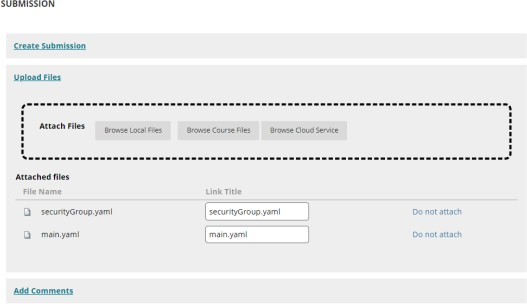 SUBMISSION
Create Submission
Upload Files
Attach Files Browse Local Files Browse Course Files Browse Cloud Service
Attached files
File Name Link Title
securityGroup.yaml securityGroup.yaml Do not attach
main.yaml main.yaml Do not attach
Add Comments